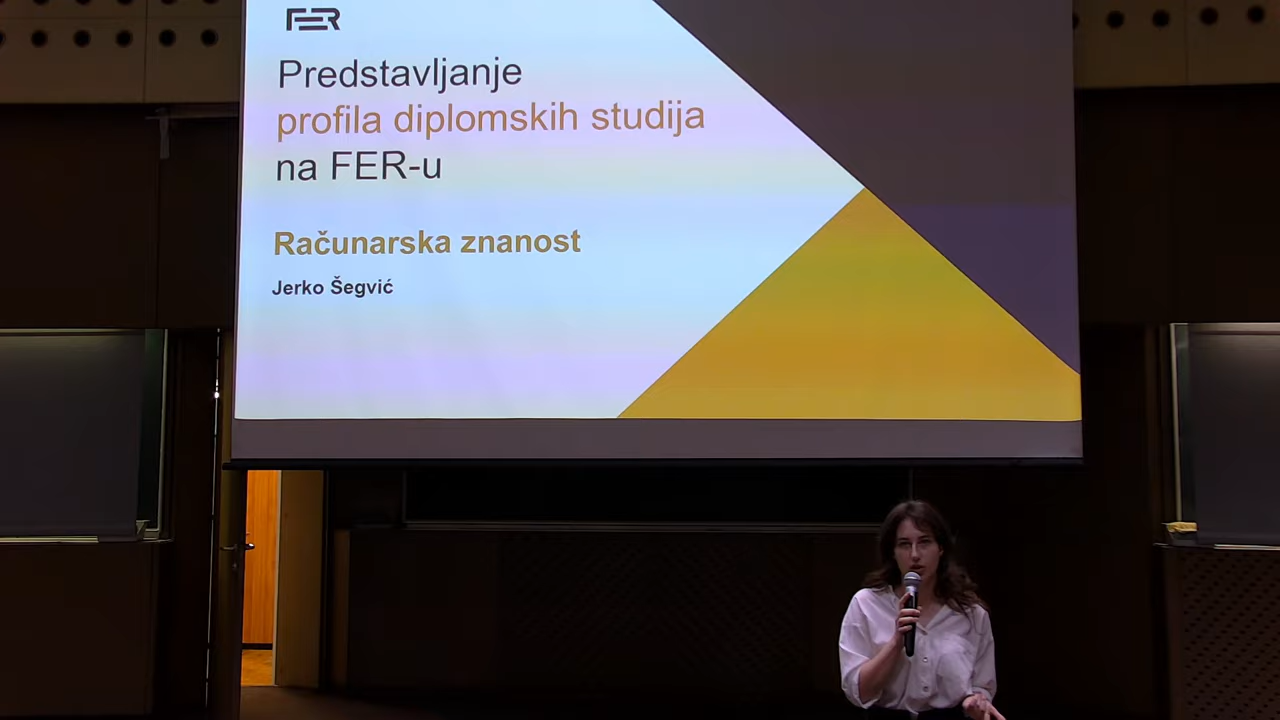 FER
Predstavljanje
profila diplomskih studija
na FER-u
Računarska znanost
Jerko Šegvić